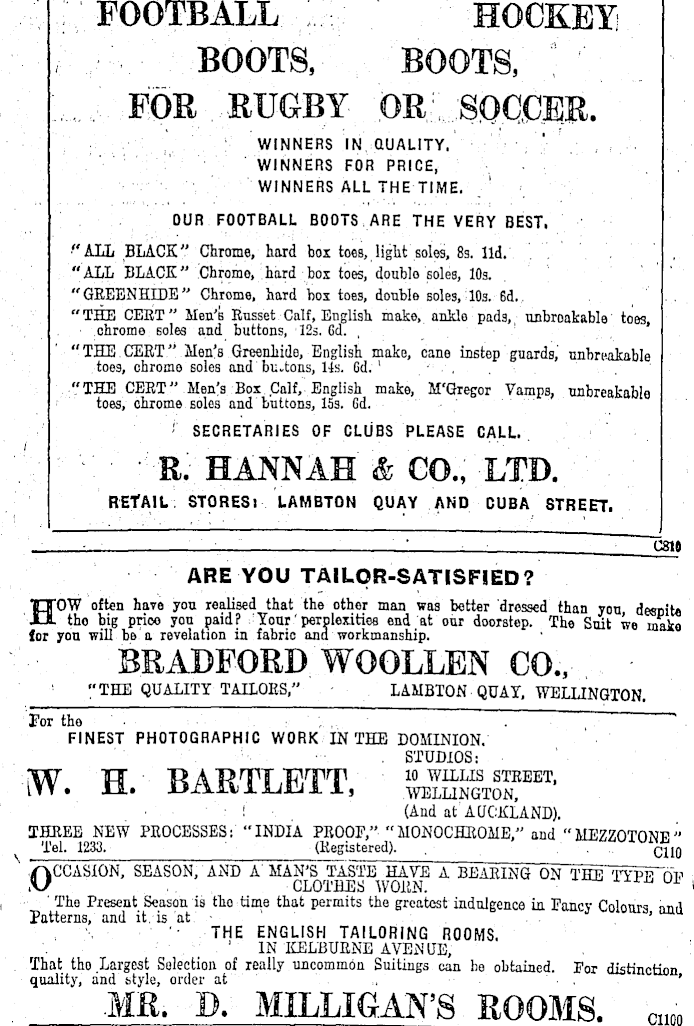 FOOTBALL HOCKEY
BOOTS, BOOTS,
FOR RUGBY OR SOCCER.
WINNERS IN QUALITY.
WINNERS FOR PRICE,
WINNERS ALL THE TIME.
OUR FOOTBALL BOOTS ARE THE VERY BEST.
"ALL BLACK" Chrome, hard box toes, light soles, 8s. 11d.
"ALL BLACK" Chrome, hard box toes, double soles, 10s.
"GREENHIDE" Chrome, hard box toes, double soles, 10s. 6d.
"THE CERT" Men's Russet Calf, English make, ankle pads, unbreakable toes,
chrome soles and buttons, 12s. 6d.
"THE CERT" Men's Greenhide, English make, cane instep guards, unbreakable
toes, chrome soles and buttons, 14s. 6d.
"THE CERT" Men's Box Calf, English make, M'Gregor Vamps, unbreakable
toes, chrome soles and buttons, 15s. 6d.
SECRETARIES OF CLUBS PLEASE CALL.
R. HANNAH & CO., LTD.
RETAIL STORES: LAMBTON QUAY AND CUBA STREET.
C810
ARE YOU TAILOR-SATISFIED?
HOW often have you realised that the other man was better dressed than you, despite
the big price you paid? Your perplexities end at our doorstep. The Suit we make
for you will be a revelation in fabric and workmanship.
BRADFORD WOOLLEN CO.,
"THE QUALITY TAILORS," LAMBTON QUAY, WELLINGTON.
For the
FINEST PHOTOGRAPHIC WORK IN THE DOMINION.
STUDIOS:
W. H. BARTLETT, 10 WILLIS STREET,
WELLINGTON,
(And at AUCKLAND).
THREE NEW PROCESSES: "INDIA PROOF," "MONOCHROME," and "MEZZOTONE"
Tel. 1233. (Registered). C110
OCCASION, SEASON, AND A MAN'S TASTE HAVE A BEARING ON THE TYPE OF
CLOTHES WORN.
The Present Season is the time that permits the greatest indulgence in Fancy Colours, and
Patterns, and it is at
THE ENGLISH TAILORING ROOMS,
IN KELBURNE AVENUE,
That the Largest Selection of really uncommon Suitings can be obtained. For distinction,
quality, and style, order at
MR. D. MILLIGAN'S ROOMS.
C1100